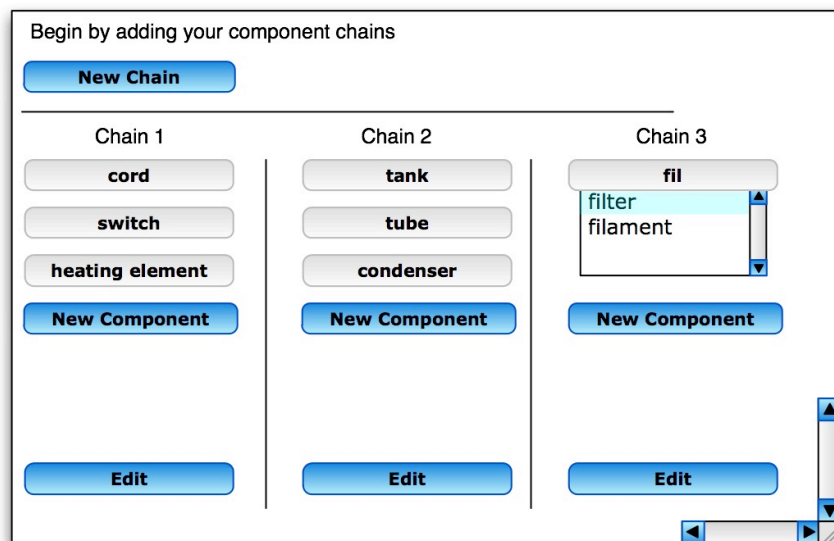 Begin by adding your component chains
New Chain
Chain 1
Chain 2
Chain 3
cord
tank
fil
filter
filament
switch
tube
heating element
condenser
New Component
New Component
New Component
Edit
Edit
Edit